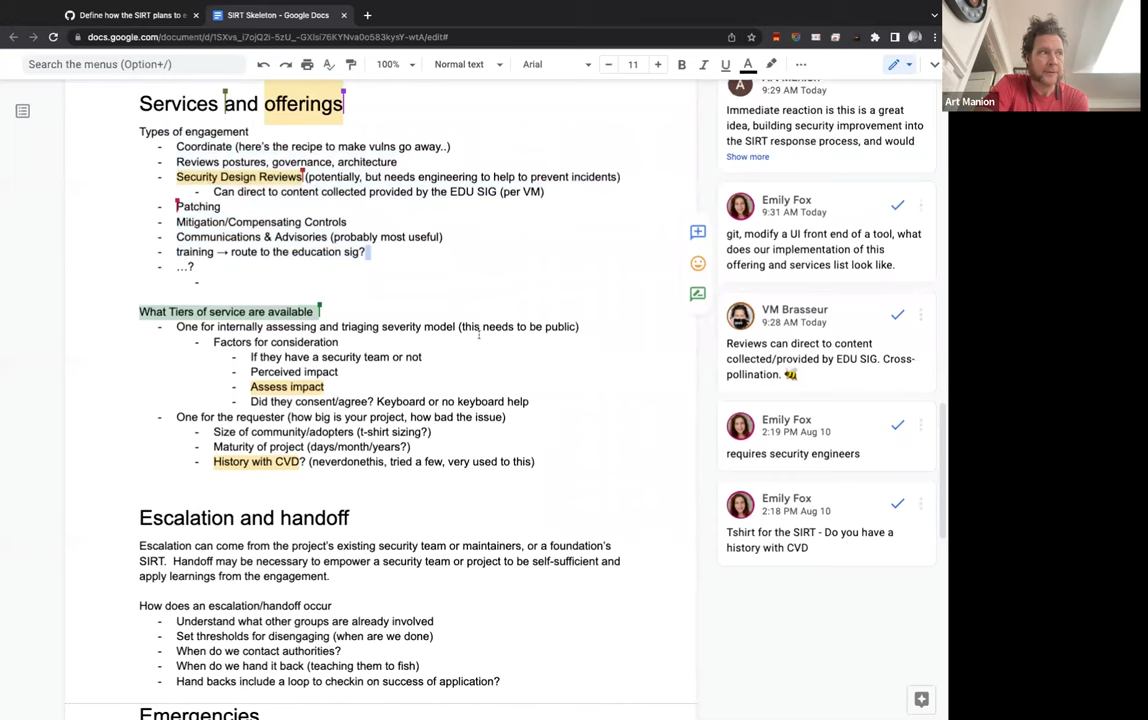 Define how the SIRT plans to e
SIRT Skeleton - Google Docs
docs.google.com/document/d/1SXvs_i7ojQ2i-5zU_-GXIsi76KYNva0o583kysY-wtA/edit#
Search the menus (Option+/)
100%
Normal text
Arial
11
B
I
U
A
Art Manion
Services and offerings
Types of engagement
- Coordinate (here's the recipe to make vulns go away..)
- Reviews postures, governance, architecture
- Security Design Reviews (potentially, but needs engineering to help to prevent incidents)
- Can direct to content collected provided by the EDU SIG (per VM)
- Patching
- Mitigation/Compensating Controls
- Communications & Advisories (probably most useful)
- training → route to the education sig?
- …?
-
What Tiers of service are available
- One for internally assessing and triaging severity model (this needs to be public)
- Factors for consideration
- If they have a security team or not
- Perceived impact
- Assess impact
- Did they consent/agree? Keyboard or no keyboard help
- One for the requester (how big is your project, how bad the issue)
- Size of community/adopters (t-shirt sizing?)
- Maturity of project (days/month/years?)
- History with CVD? (neverdonethis, tried a few, very used to this)
Escalation and handoff
Escalation can come from the project's existing security team or maintainers, or a foundation's
SIRT. Handoff may be necessary to empower a security team or project to be self-sufficient and
apply learnings from the engagement.
How does an escalation/handoff occur
- Understand what other groups are already involved
- Set thresholds for disengaging (when are we done)
- When do we contact authorities?
- When do we hand it back (teaching them to fish)
- Hand backs include a loop to checkin on success of application?
Emergencies
A
9:29 AM Today
Immediate reaction is this is a great
idea, building security improvement into
the SIRT response process, and would
Show more
Emily Fox
9:31 AM Today
git, modify a UI front end of a tool, what
does our implementation of this
offering and services list look like.
VM Brasseur
9:28 AM Today
Reviews can direct to content
collected/provided by EDU SIG. Cross-
pollination. 🐝
Emily Fox
2:19 PM Aug 10
requires security engineers
Emily Fox
2:18 PM Aug 10
Tshirt for the SIRT - Do you have a
history with CVD